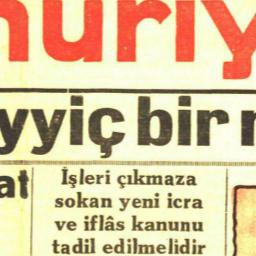 huriy
yyiç bir
at
İşleri çıkmaza
sokan yeni icra
ve iflâs kanunu
tadil edilmelidir